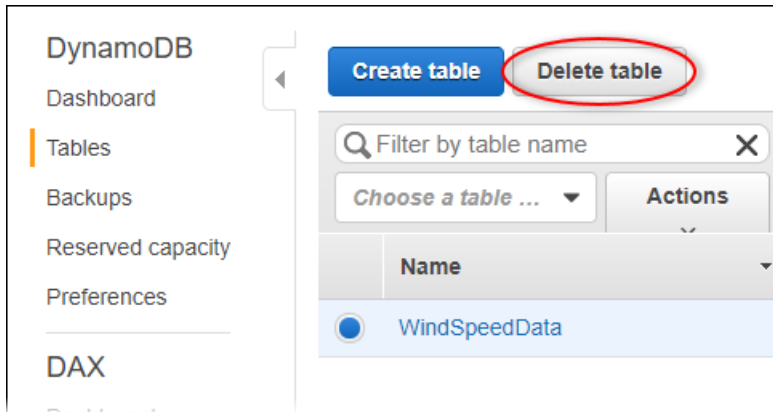 DynamoDB
Dashboard
Tables
Backups
Reserved capacity
Preferences
DAX
Create table
Delete table
Filter by table name
Choose a table ...
Actions
Name
WindSpeedData